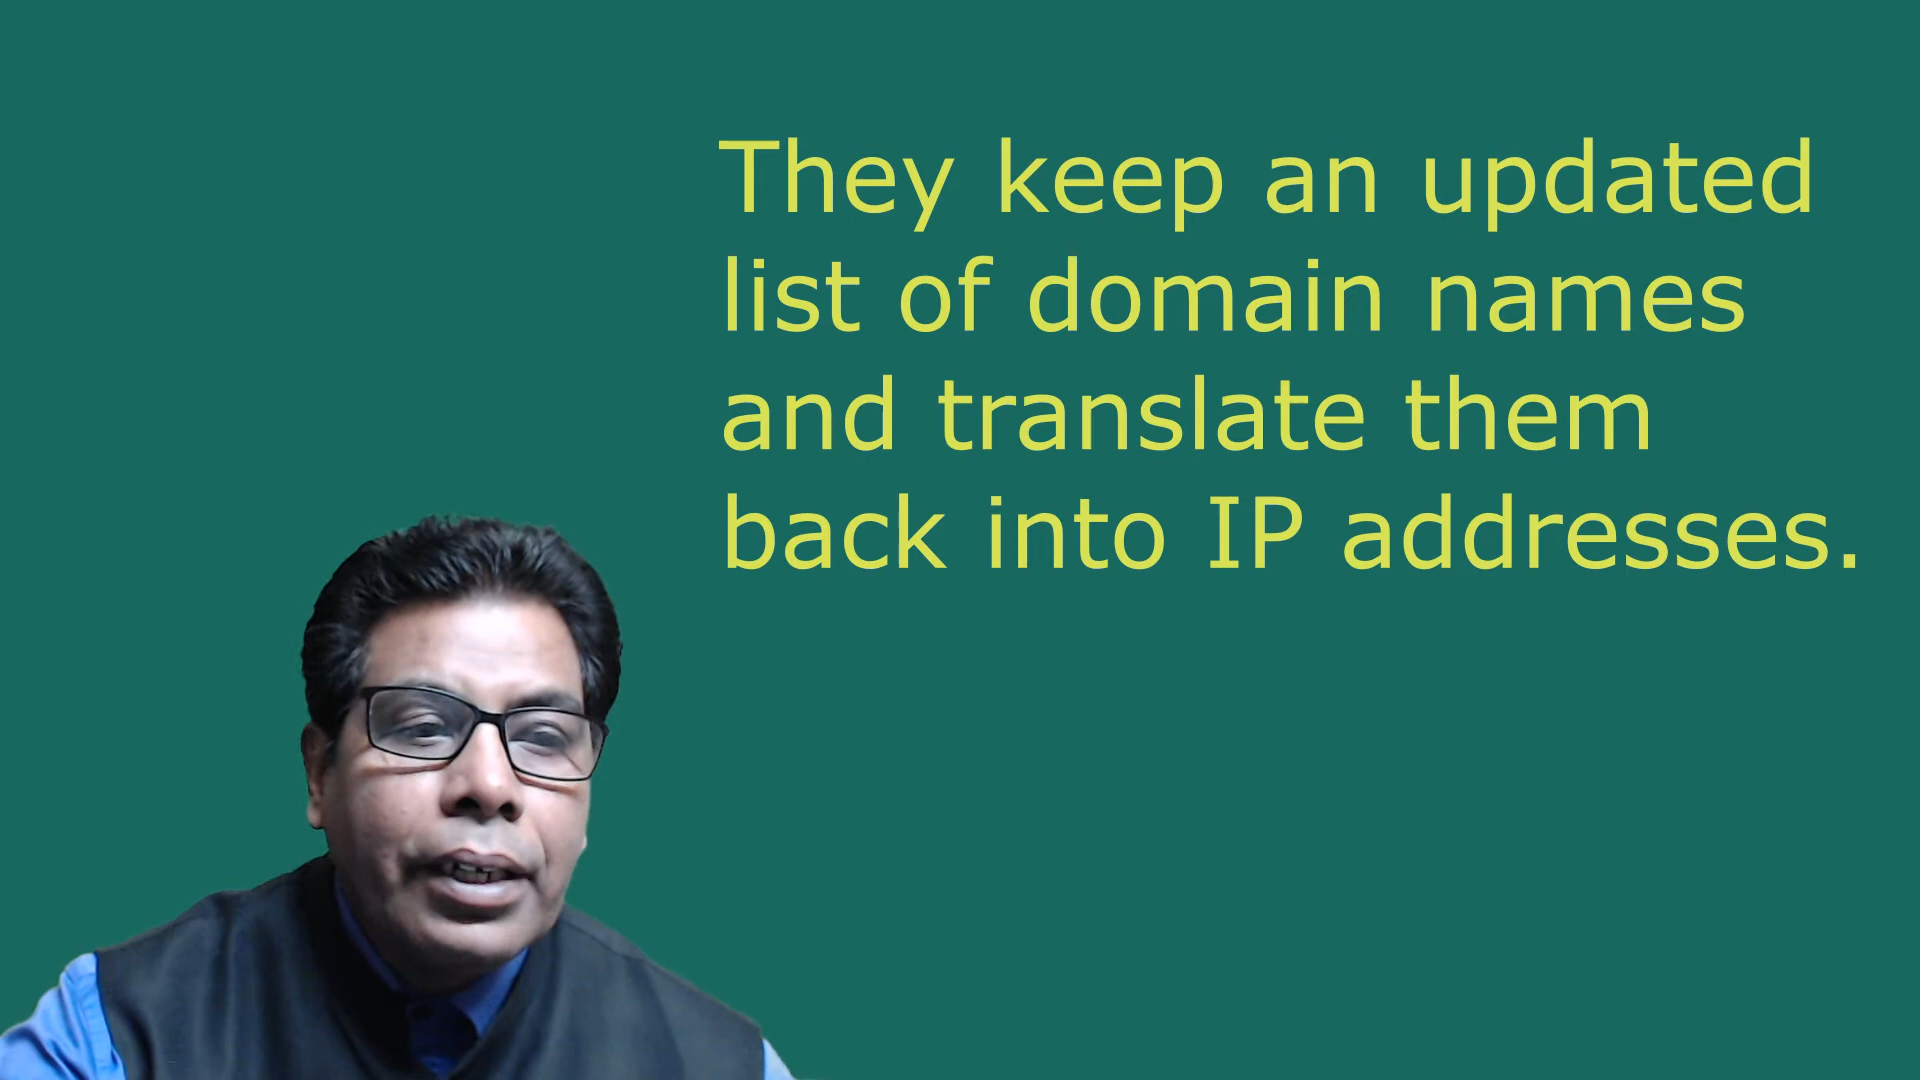 They keep an updated
list of domain names
and translate them
back into IP addresses.